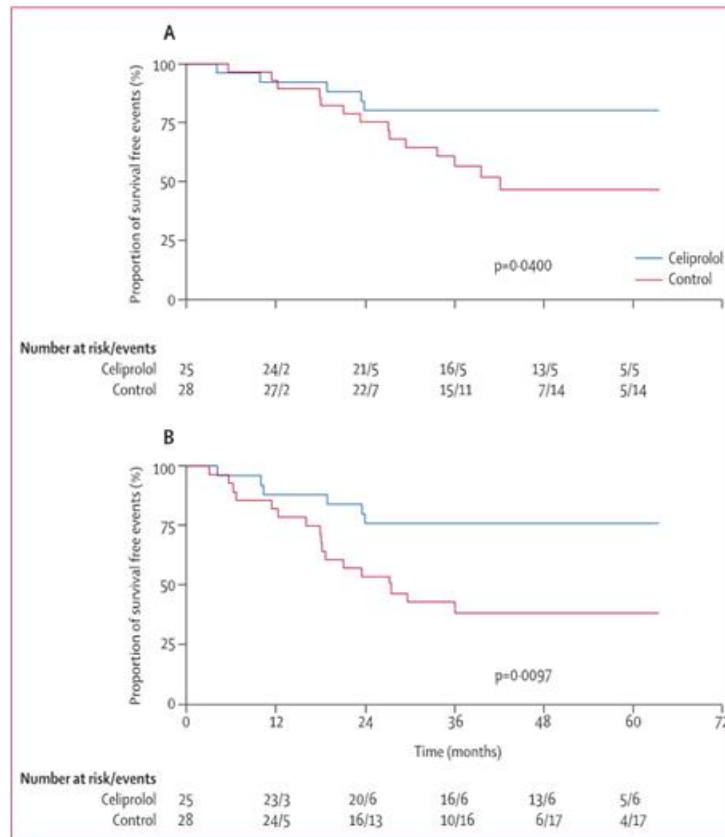 A
Proportion of survival free events (%)
100
75
50
25
0
p=0·0400
Celiprolol
Control
Number at risk/events
Celiprolol 25 24/2 21/5 16/5 13/5 5/5
Control 28 27/2 22/7 15/11 7/14 5/14
B
Proportion of survival free events (%)
100
75
50
25
0
p=0·0097
0 12 24 36 48 60 72
Time (months)
Number at risk/events
Celiprolol 25 23/3 20/6 16/6 13/6 5/6
Control 28 24/5 16/13 10/16 6/17 4/17